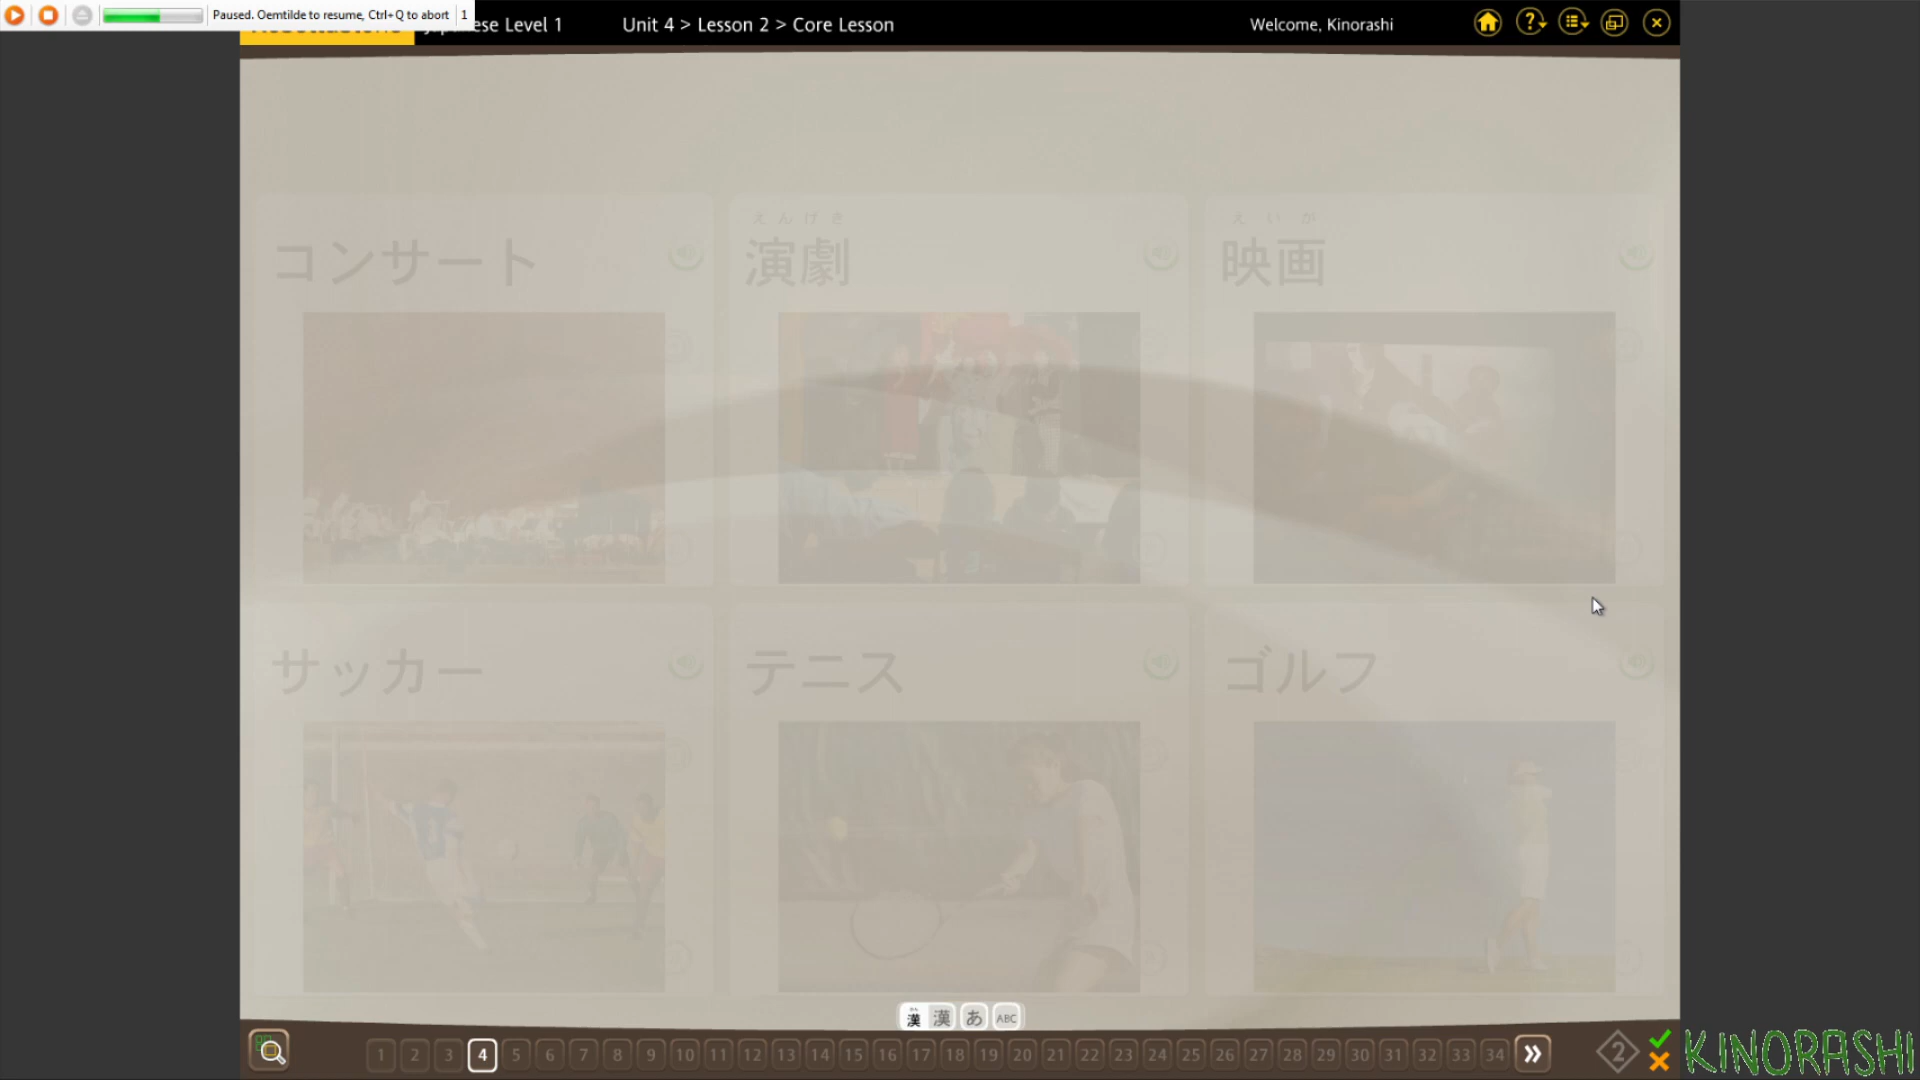 Paused. Oemtilde to resume, Ctrl+Q to abort 1
ese Level 1
Unit 4 > Lesson 2 > Core Lesson
Welcome, Kinorashi
コンサート
えんげき
演劇
えいが
映画
サッカー
テニス
ゴルフ
漢 漢 あ ABC
1 2 3 4 5 6 7 8 9 10 11 12 13 14 15 16 17 18 19 20 21 22 23 24 25 26 27 28 29 30 31 32 33 34
2
KINORASHI